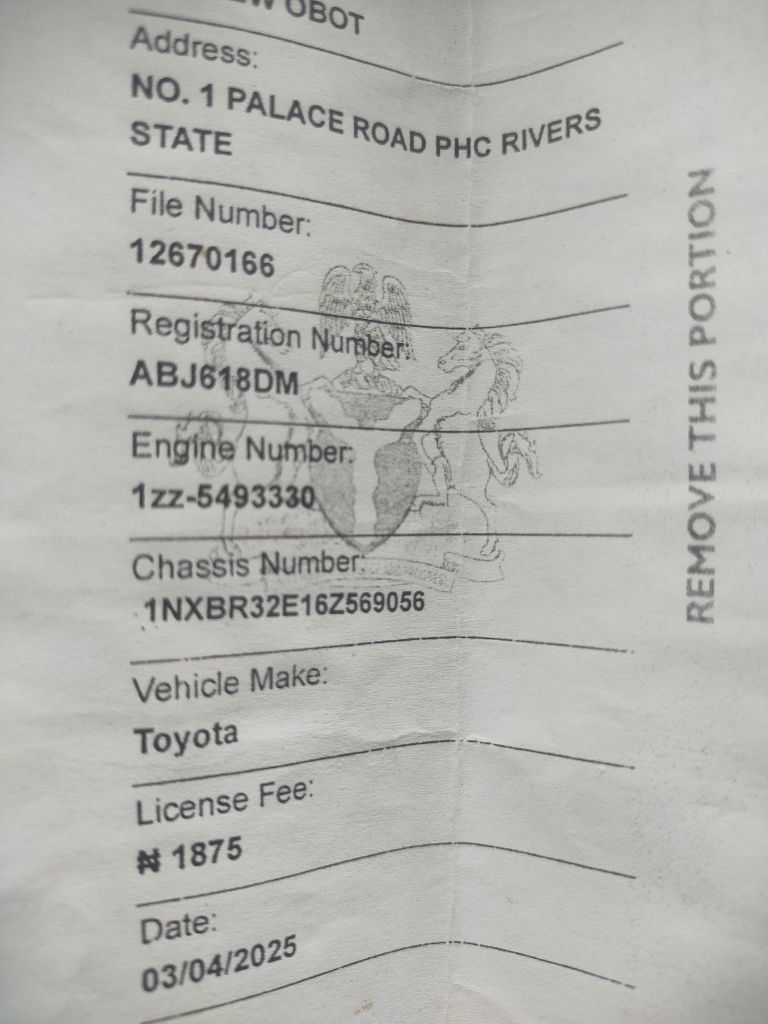 OBOT
Address:
NO. 1 PALACE ROAD PHC RIVERS
STATE
File Number:
12670166
Registration Number:
ABJ618DM
Engine Number:
1zz-5493330
Chassis Number:
1NXBR32E16Z569056
Vehicle Make:
Toyota
License Fee:
₦ 1875
Date:
03/04/2025
REMOVE THIS PORTION